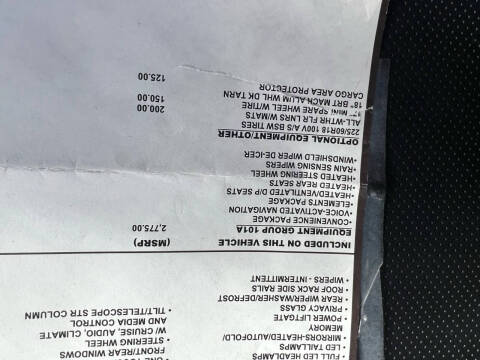 • FULL LED HEADLAMPS
• LED TAILLAMPS
• MIRRORS-HEATED/AUTOFOLD/
MEMORY
• POWER LIFTGATE
• PRIVACY GLASS
• REAR WIPER/WASHER/DEFROST
• ROOF RACK SIDE RAILS
• WIPERS - INTERMITTENT
FRONT/REAR WINDOWS
• STEERING WHEEL
W/ CRUISE, AUDIO, CLIMATE
AND MEDIA CONTROL
• TILT/TELESCOPE STR COLUMN
INCLUDED ON THIS VEHICLE (MSRP)
EQUIPMENT GROUP 101A 2,775.00
•CONVENIENCE PACKAGE
•VOICE-ACTIVATED NAVIGATION
•ELEMENTS PACKAGE
•HEATED/VENTILATED D/P SEATS
•HEATED REAR SEATS
•HEATED STEERING WHEEL
•RAIN SENSING WIPERS
•WINDSHIELD WIPER DE-ICER
OPTIONAL EQUIPMENT/OTHER
225/60R18 100V A/S BSW TIRES
ALL-WTHR FLR LNRS W/MATS 200.00
MINI SPARE WHEEL W/TIRE 150.00
18" BRT MACH ALUM WHL DK TARN
CARGO AREA PROTECTOR 125.00